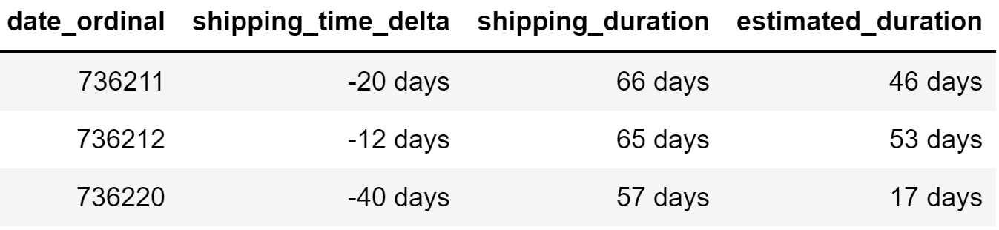 date_ordinal shipping_time_delta shipping_duration estimated_duration
736211 -20 days 66 days 46 days
736212 -12 days 65 days 53 days
736220 -40 days 57 days 17 days